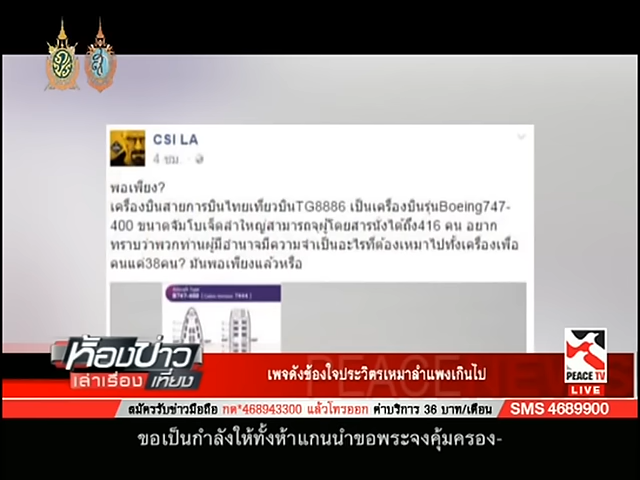 CSI LA
4 ชม.
พอเพียง?
เครื่องบินสายการบินไทยเที่ยวบินTG8886 เป็นเครื่องบินรุ่นBoeing747-
400 ขนาดจัมโบเจ็ตลำใหญ่สามารถจุผู้โดยสารนั่งได้ถึง416 คน อยาก
ทราบว่าพวกท่านผู้มีอำนาจมีความจำเป็นอะไรที่ต้องเหมาไปทั้งเครื่องเพื่อ
คนแค่38คน? มันพอเพียงแล้วหรือ
Aircraft Type
B747-400
ห้องข่าว
เล่าเรื่อง เที่ยง
เพจดังข้องใจประวิตรเหมาลำแพงเกินไป
PEACE TV
LIVE
สมัครรับข่าวมือถือ กด*468943300 แล้วโทรออก ค่าบริการ 36 บาท/เดือน
SMS 4689900
ขอเป็นกำลังให้ทั้งห้าแกนนำขอพระจงคุ้มครอง-